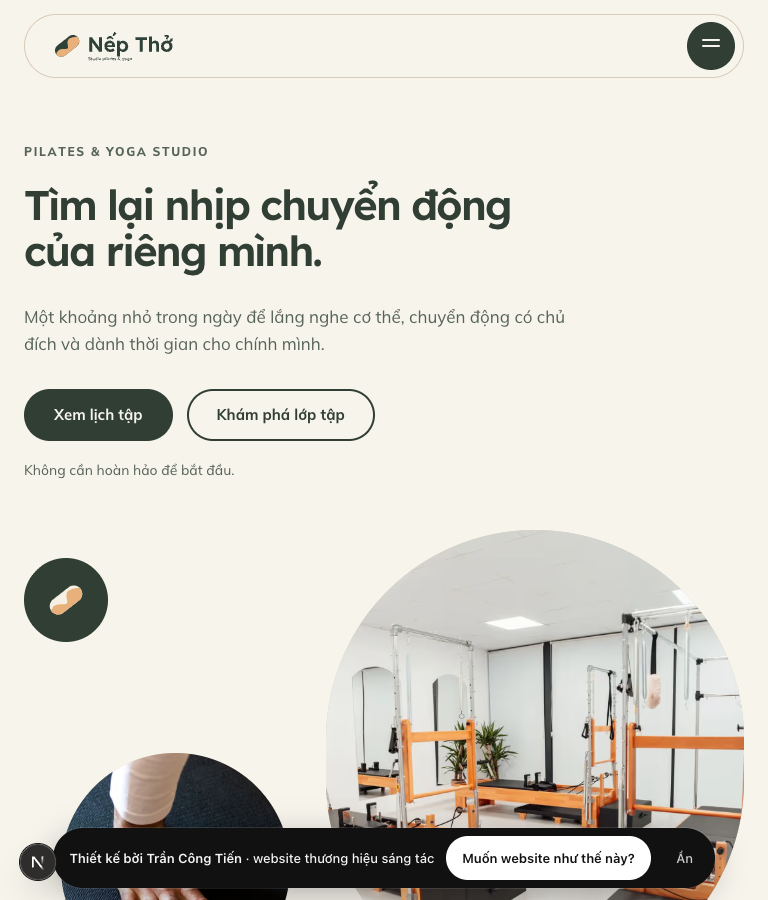 Nếp Thở
Studio pilates & yoga
PILATES & YOGA STUDIO
Tìm lại nhịp chuyển động
của riêng mình.
Một khoảng nhỏ trong ngày để lắng nghe cơ thể, chuyển động có chủ
đích và dành thời gian cho chính mình.
Xem lịch tập
Khám phá lớp tập
Không cần hoàn hảo để bắt đầu.
N
Thiết kế bởi Trần Công Tiến · website thương hiệu sáng tác
Muốn website như thế này?
Ẩn